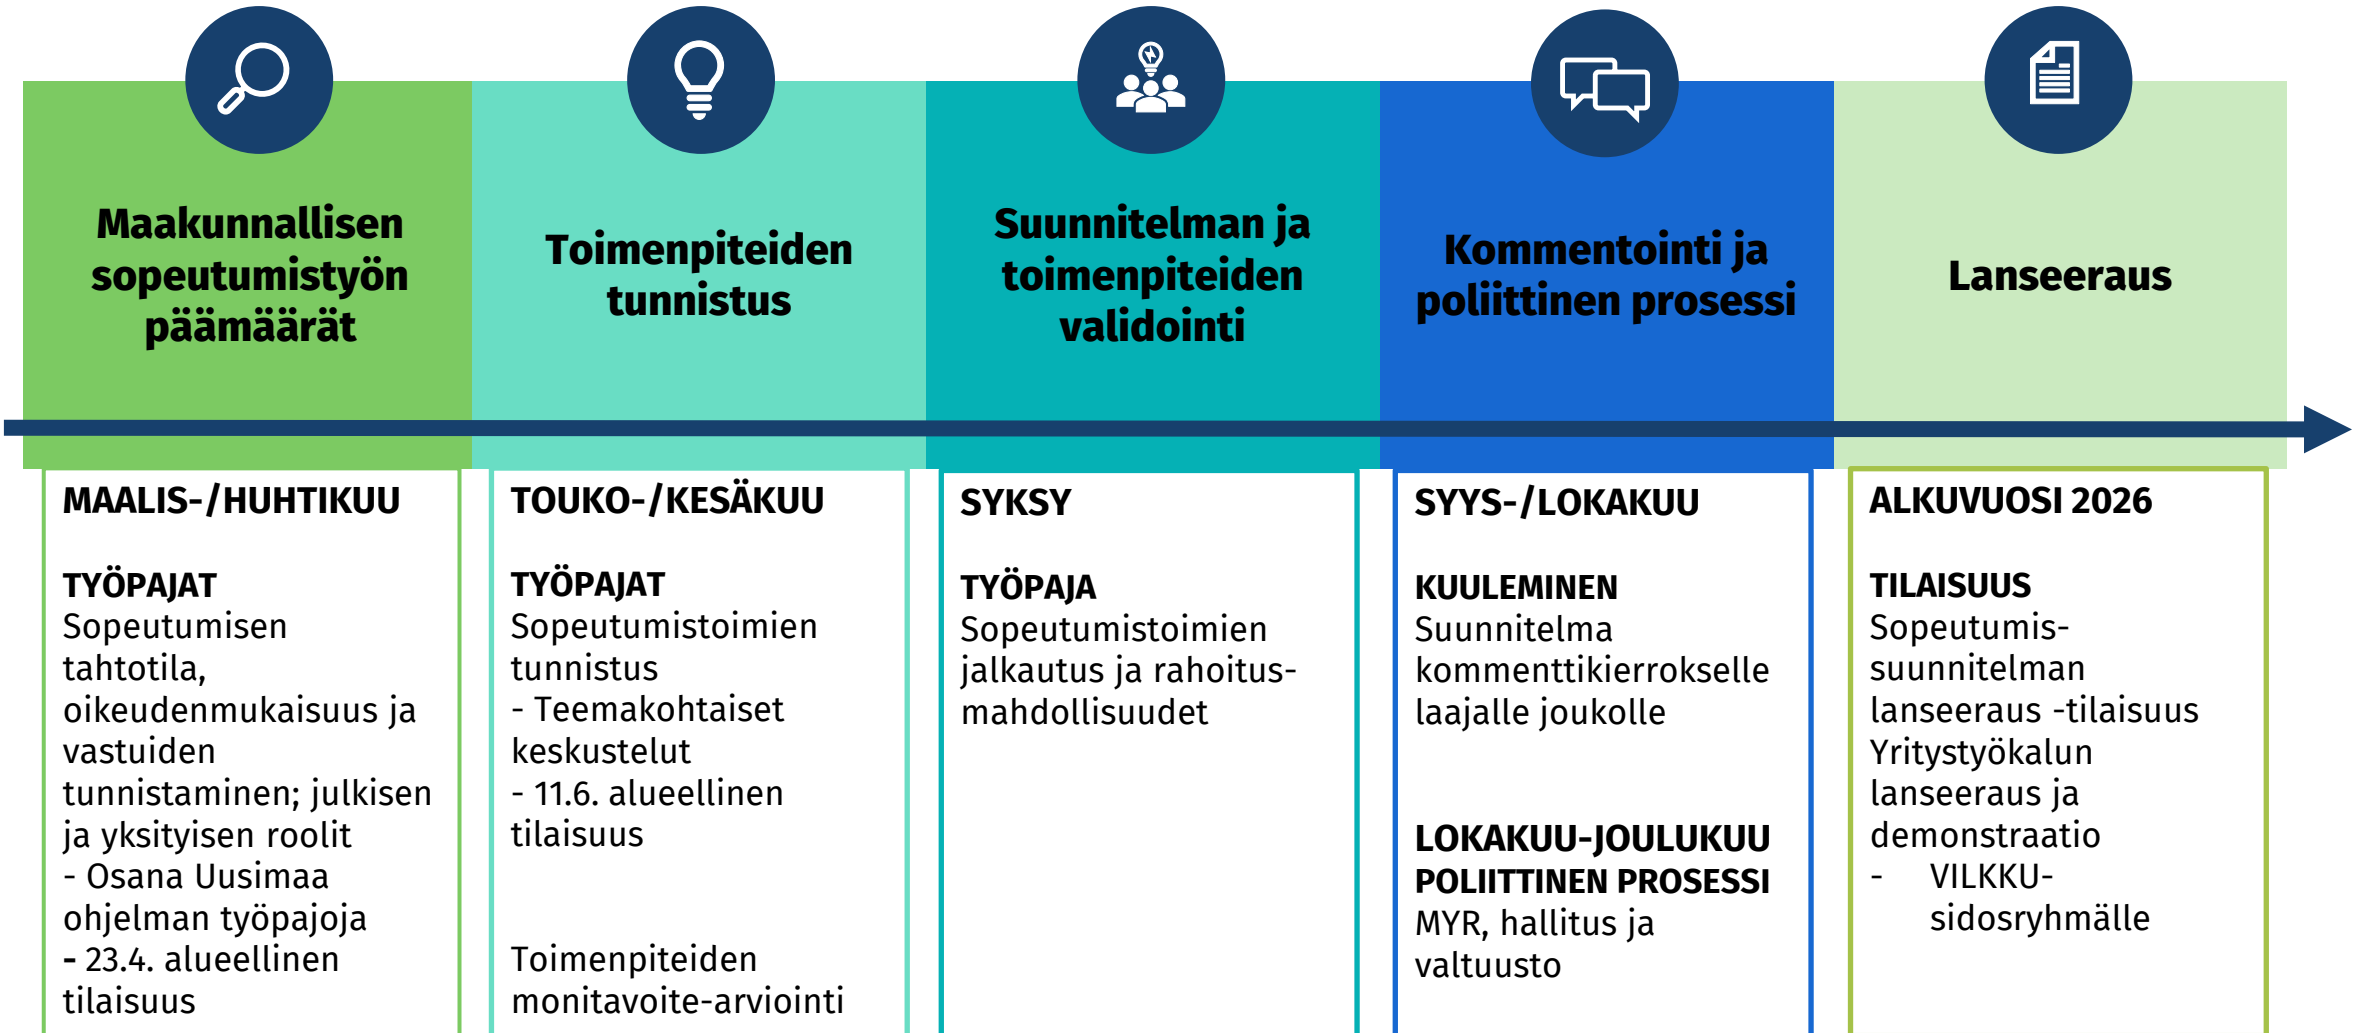 Maakunnallisen
sopeutumistyön
päämäärät
Toimenpiteiden
tunnistus
Suunnitelman ja
toimenpiteiden
validointi
Kommentointi ja
poliittinen prosessi
Lanseeraus
MAALIS-/HUHTIKUU
TYÖPAJAT
Sopeutumisen
tahtotila,
oikeudenmukaisuus ja
vastuiden
tunnistaminen; julkisen
ja yksityisen roolit
- Osana Uusimaa
ohjelman työpajoja
- 23.4. alueellinen
tilaisuus
TOUKO-/KESÄKUU
TYÖPAJAT
Sopeutumistoimien
tunnistus
- Teemakohtaiset
keskustelut
- 11.6. alueellinen
tilaisuus
Toimenpiteiden
monitavoite-arviointi
SYKSY
TYÖPAJA
Sopeutumistoimien
jalkautus ja rahoitus-
mahdollisuudet
SYYS-/LOKAKUU
KUULEMINEN
Suunnitelma
kommenttikierrokselle
laajalle joukolle
LOKAKUU-JOULUKUU
POLIITTINEN PROSESSI
MYR, hallitus ja
valtuusto
ALKUVUOSI 2026
TILAISUUS
Sopeutumis-
suunnitelman
lanseeraus -tilaisuus
Yritystyökalun
lanseeraus ja
demonstraatio
- VILKKU-
sidosryhmälle